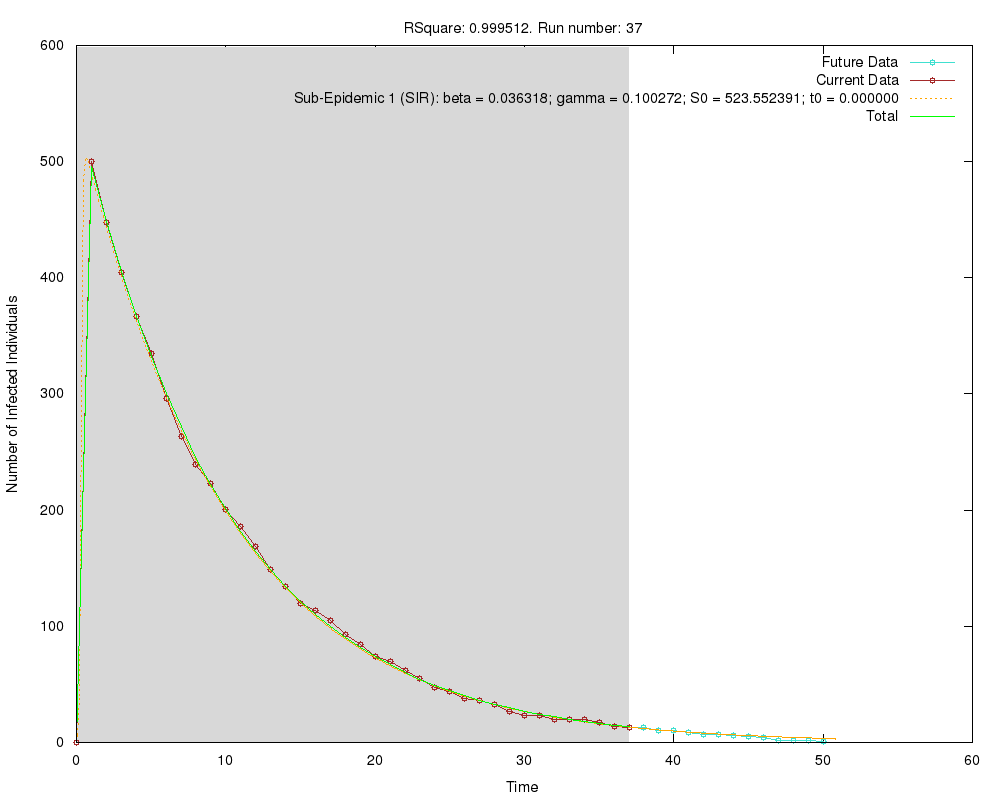 RSquare: 0.999512. Run number: 37
600
500
400
300
200
100
0
Number of Infected Individuals
Future Data
Current Data
Sub-Epidemic 1 (SIR): beta = 0.036318; gamma = 0.100272; S0 = 523.552391; t0 = 0.000000
Total
0 10 20 30 40 50 60
Time